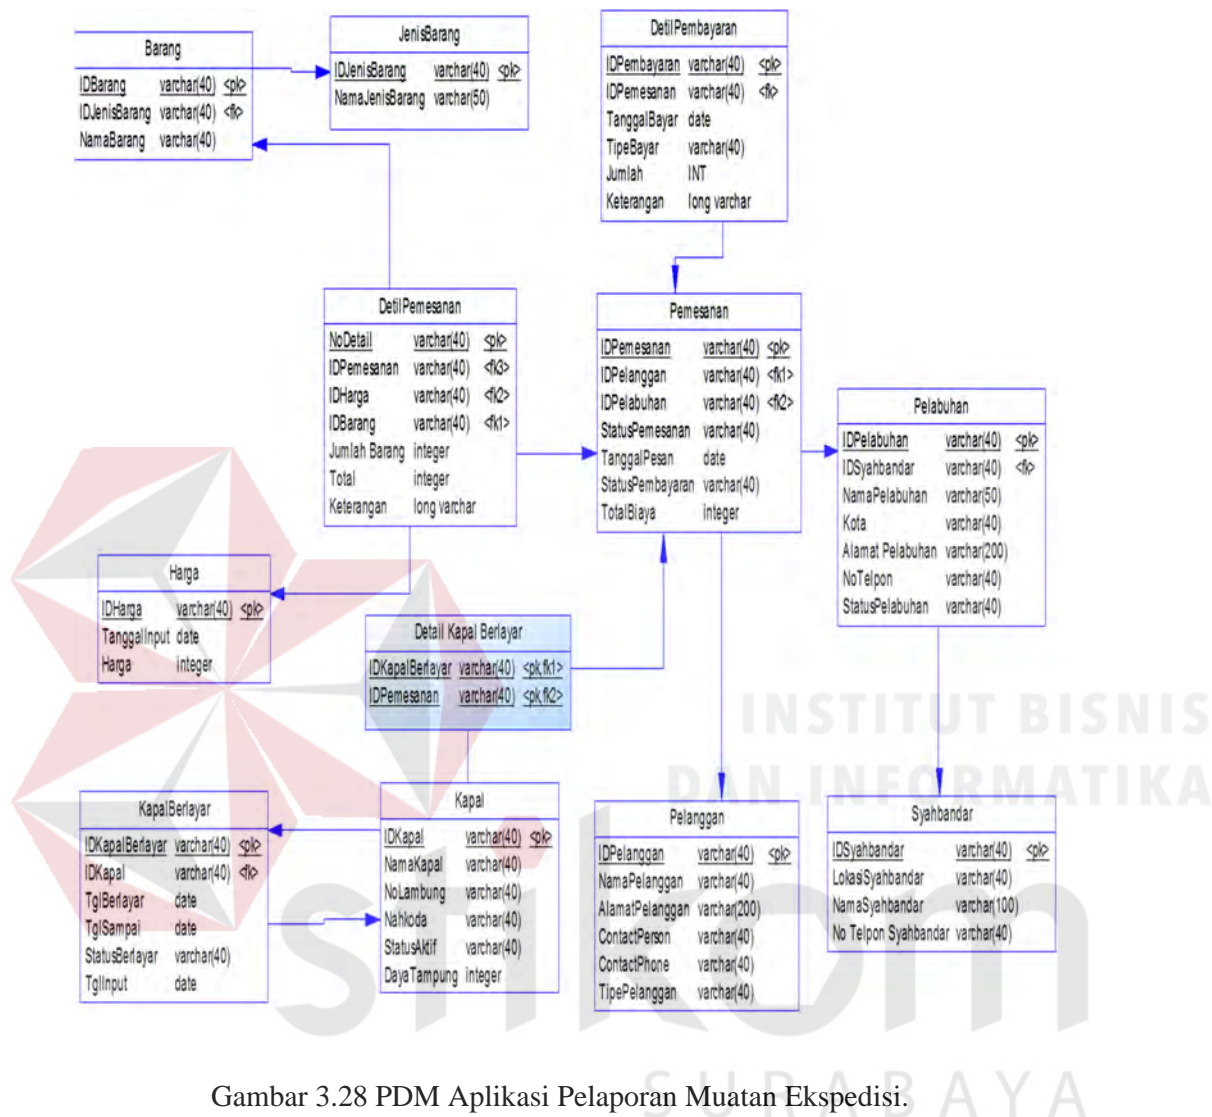 Barang
IDBarang varchar(40) <pk>
IDJenisBarang varchar(40) <fk>
NamaBarang varchar(40)
JenisBarang
IDJenisBarang varchar(40) <pk>
NamaJenisBarang varchar(50)
DetilPembayaran
IDPembayaran varchar(40) <pk>
IDPemesanan varchar(40) <fk>
TanggalBayar date
TipeBayar varchar(40)
Jumlah INT
Keterangan long varchar
DetilPemesanan
NoDetail varchar(40) <pk>
IDPemesanan varchar(40) <fk3>
IDHarga varchar(40) <fk2>
IDBarang varchar(40) <fk1>
Jumlah Barang integer
Total integer
Keterangan long varchar
Pemesanan
IDPemesanan varchar(40) <pk>
IDPelanggan varchar(40) <fk1>
IDPelabuhan varchar(40) <fk2>
StatusPemesanan varchar(40)
TanggalPesan date
StatusPembayaran varchar(40)
TotalBiaya integer
Pelabuhan
IDPelabuhan varchar(40) <pk>
IDSyahbandar varchar(40) <fk>
NamaPelabuhan varchar(50)
Kota varchar(40)
Alamat Pelabuhan varchar(200)
NoTelpon varchar(40)
StatusPelabuhan varchar(40)
Harga
IDHarga varchar(40) <pk>
TanggalInput date
Harga integer
Detail Kapal Berlayar
IDKapalBerlayar varchar(40) <pk,fk1>
IDPemesanan varchar(40) <pk,fk2>
INSTITUT BISNIS
DAN INFORMATIKA
KapalBerlayar
IDKapalBerlayar varchar(40) <pk>
IDKapal varchar(40) <fk>
TglBerlayar date
TglSampai date
StatusBerlayar varchar(40)
TglInput date
Kapal
IDKapal varchar(40) <pk>
NamaKapal varchar(40)
NoLambung varchar(40)
Nahkoda varchar(40)
StatusAktif varchar(40)
DayaTampung integer
Pelanggan
IDPelanggan varchar(40) <pk>
NamaPelanggan varchar(40)
AlamatPelanggan varchar(200)
ContactPerson varchar(40)
ContactPhone varchar(40)
TipePelanggan varchar(40)
Syahbandar
IDSyahbandar varchar(40) <pk>
LokasiSyahbandar varchar(40)
NamaSyahbandar varchar(100)
No Telpon Syahbandar varchar(40)
stikom
SURABAYA
Gambar 3.28 PDM Aplikasi Pelaporan Muatan Ekspedisi.